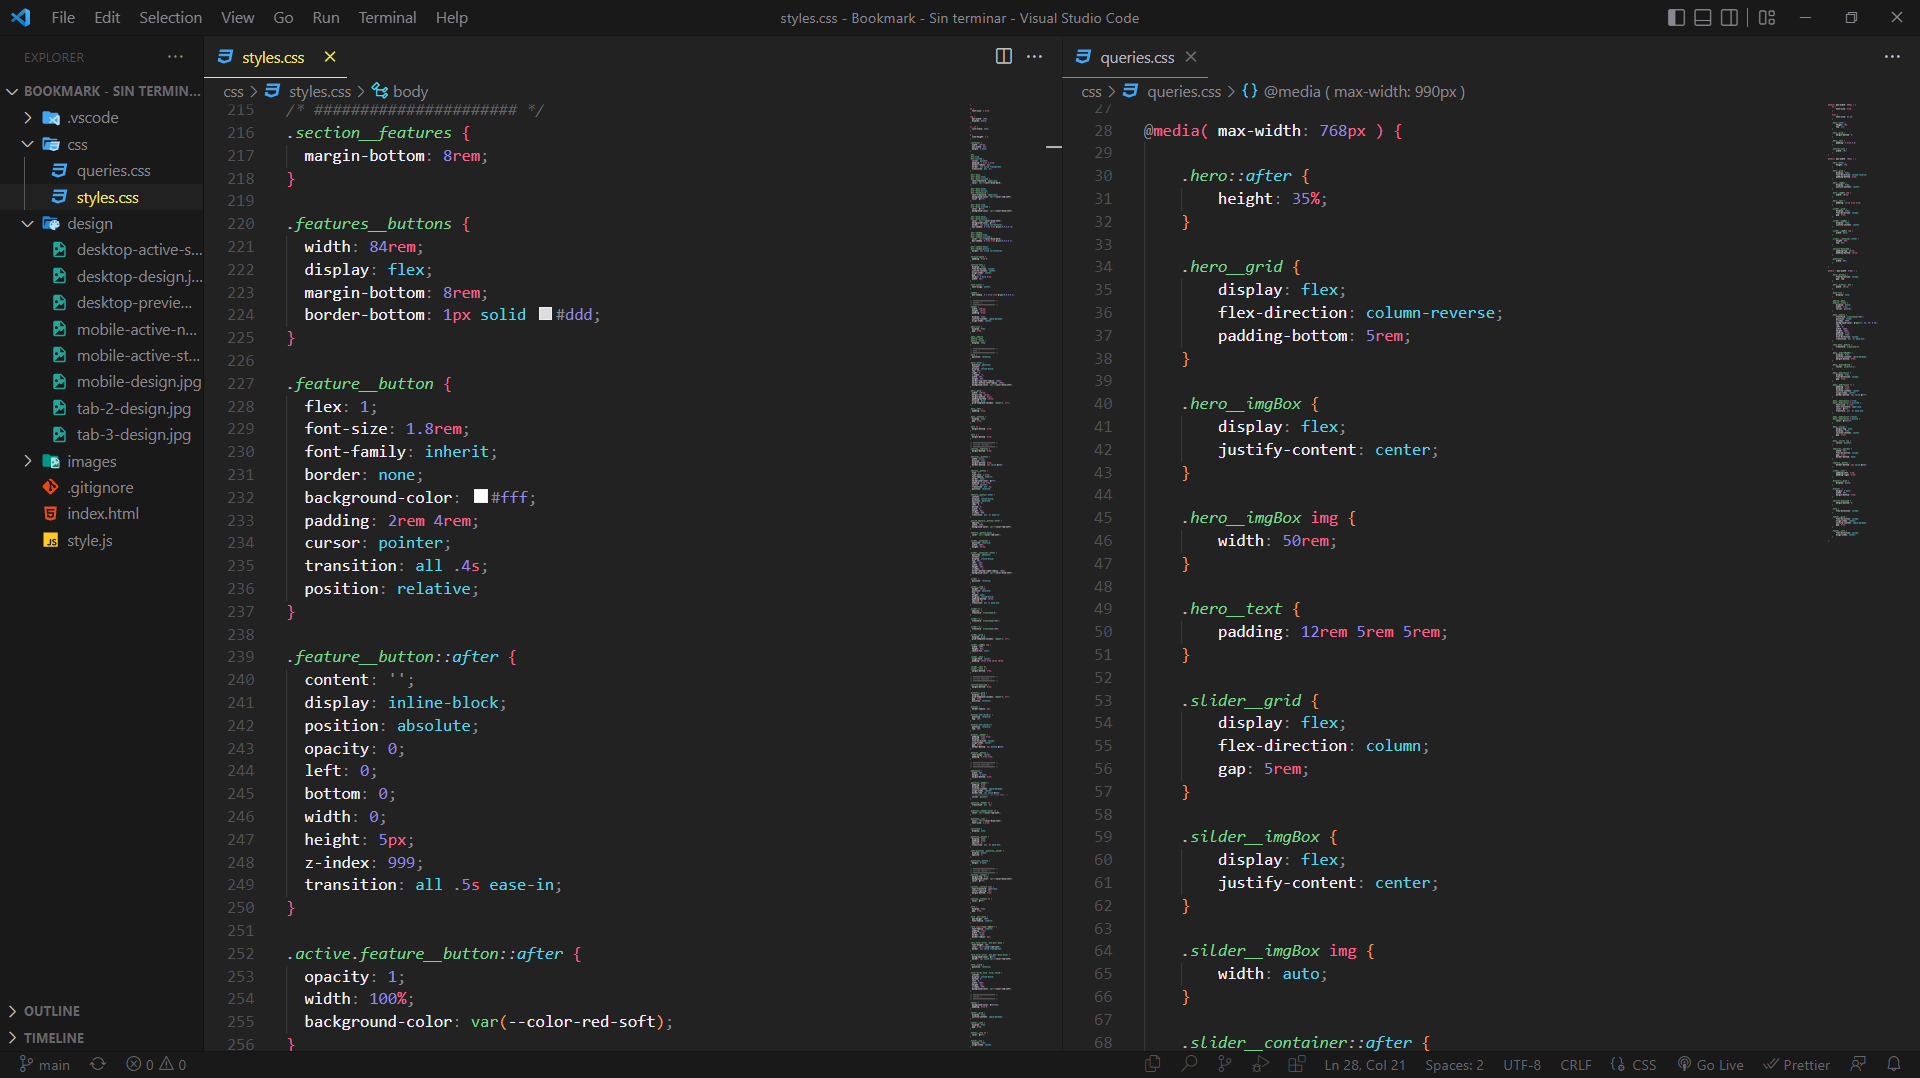 File Edit Selection View Go Run Terminal Help
styles.css - Bookmark - Sin terminar - Visual Studio Code
EXPLORER
BOOKMARK - SIN TERMIN...
.vscode
css
queries.css
styles.css
design
desktop-active-s...
desktop-design.j...
desktop-previe...
mobile-active-n...
mobile-active-st...
mobile-design.jpg
tab-2-design.jpg
tab-3-design.jpg
images
.gitignore
index.html
style.js
OUTLINE
TIMELINE
styles.css
css > styles.css > body
215 /* ###################### */
216 .section__features {
217 margin-bottom: 8rem;
218 }
219
220 .features__buttons {
221 width: 84rem;
222 display: flex;
223 margin-bottom: 8rem;
224 border-bottom: 1px solid #ddd;
225 }
226
227 .feature__button {
228 flex: 1;
229 font-size: 1.8rem;
230 font-family: inherit;
231 border: none;
232 background-color: #fff;
233 padding: 2rem 4rem;
234 cursor: pointer;
235 transition: all .4s;
236 position: relative;
237 }
238
239 .feature__button::after {
240 content: '';
241 display: inline-block;
242 position: absolute;
243 opacity: 0;
244 left: 0;
245 bottom: 0;
246 width: 0;
247 height: 5px;
248 z-index: 999;
249 transition: all .5s ease-in;
250 }
251
252 .active.feature__button::after {
253 opacity: 1;
254 width: 100%;
255 background-color: var(--color-red-soft);
256 }
queries.css
css > queries.css > {} @media ( max-width: 990px )
27
28 @media( max-width: 768px ) {
29
30 .hero::after {
31 height: 35%;
32 }
33
34 .hero__grid {
35 display: flex;
36 flex-direction: column-reverse;
37 padding-bottom: 5rem;
38 }
39
40 .hero__imgBox {
41 display: flex;
42 justify-content: center;
43 }
44
45 .hero__imgBox img {
46 width: 50rem;
47 }
48
49 .hero__text {
50 padding: 12rem 5rem 5rem;
51 }
52
53 .slider__grid {
54 display: flex;
55 flex-direction: column;
56 gap: 5rem;
57 }
58
59 .silder__imgBox {
60 display: flex;
61 justify-content: center;
62 }
63
64 .silder__imgBox img {
65 width: auto;
66 }
67
68 .slider__container::after {
main 0 0 Ln 28, Col 21 Spaces: 2 UTF-8 CRLF {} CSS Go Live Prettier